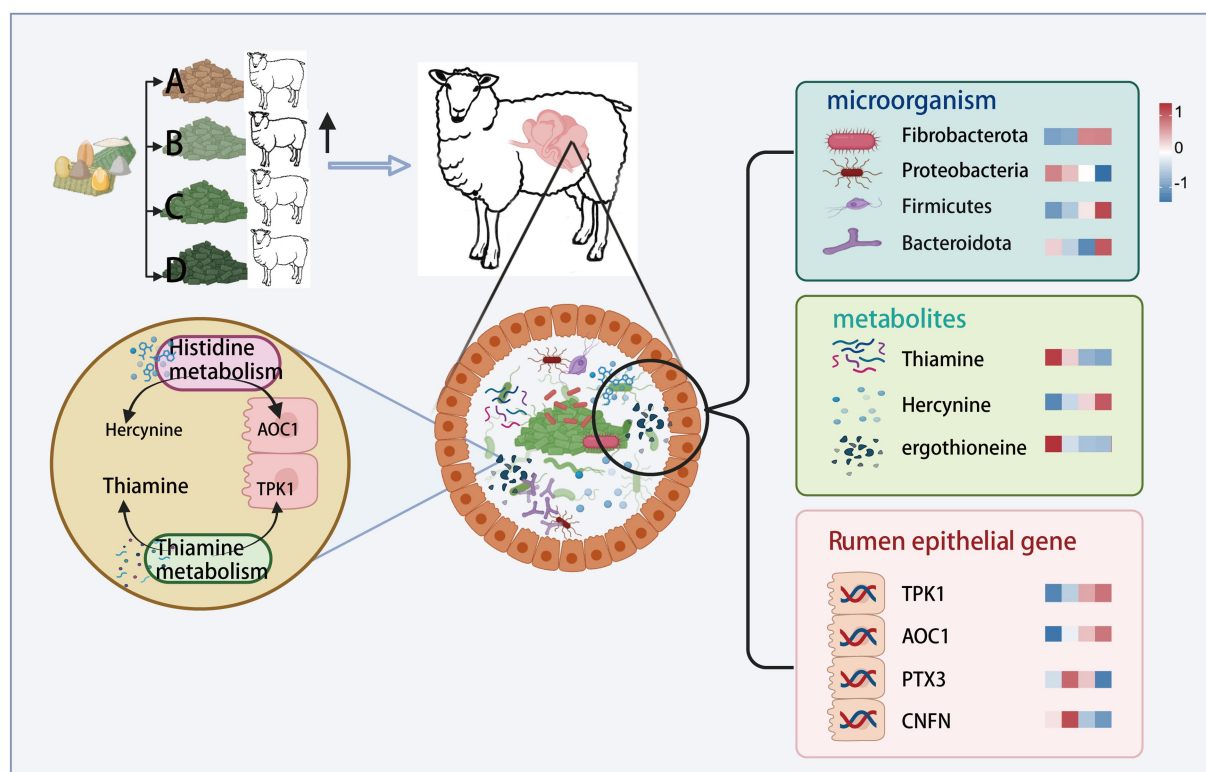 A
B
C
D
Histidine
metabolism
Hercynine
AOC1
Thiamine
TPK1
Thiamine
metabolism
microorganism
Fibrobacterota
Proteobacteria
Firmicutes
Bacteroidota
1
0
-1
metabolites
Thiamine
Hercynine
ergothioneine
Rumen epithelial gene
TPK1
AOC1
PTX3
CNFN